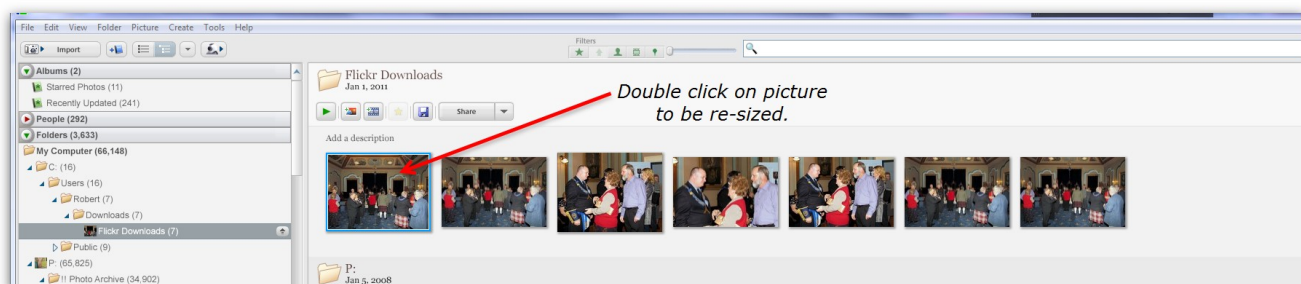 File Edit View Folder Picture Create Tools Help
Import
Filters
Albums (2)
Starred Photos (11)
Recently Updated (241)
People (292)
Folders (3,633)
My Computer (66,148)
C: (16)
Users (16)
Robert (7)
Downloads (7)
Flickr Downloads (7)
Public (9)
P: (65,825)
!! Photo Archive (34,902)
Flickr Downloads
Jan 1, 2011
Share
Add a description
Double click on picture
to be re-sized.
P:
Jan 5, 2008